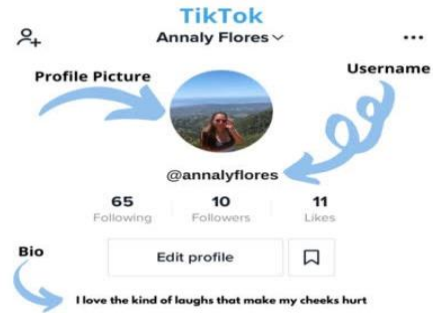 TikTok
Annaly Flores
Profile Picture
Username
@annalyflores
65 10 11
Following Followers Likes
Edit profile
Bio
I love the kind of laughs that make my cheeks hurt